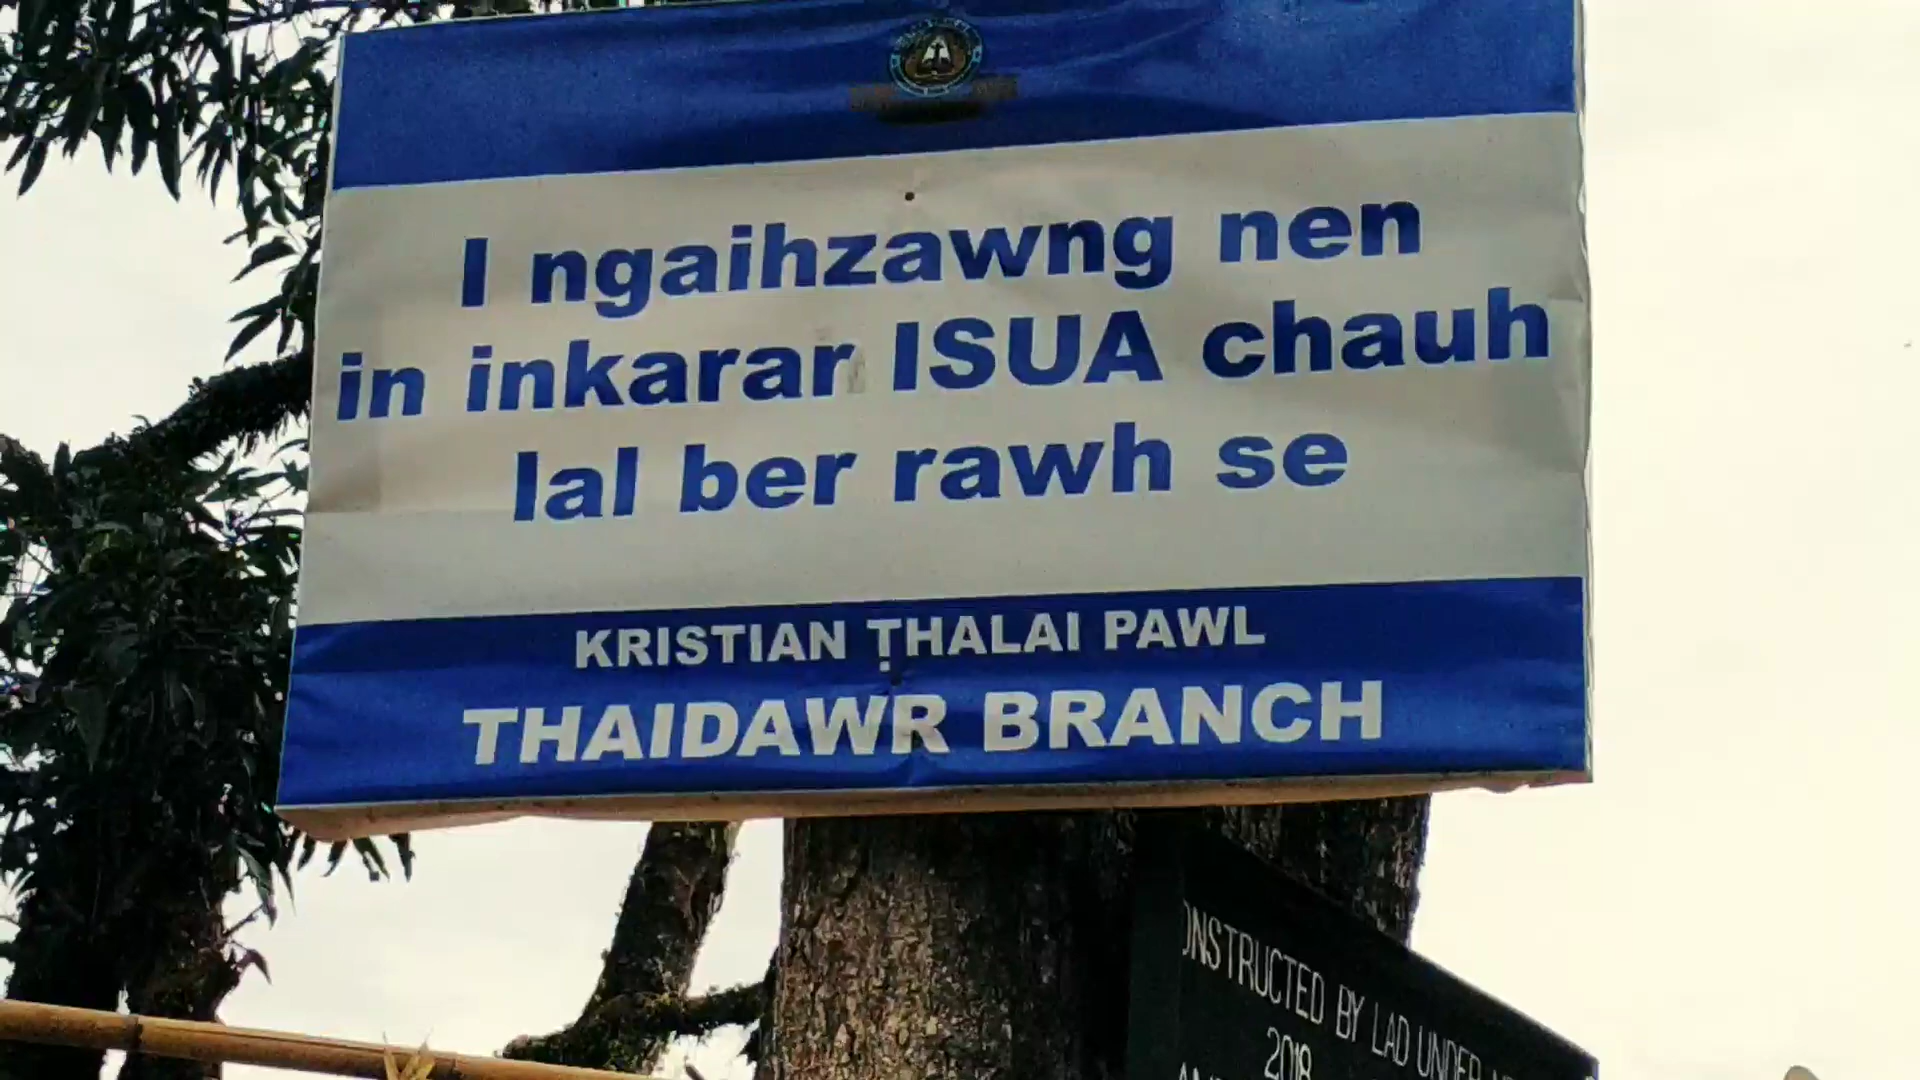 I ngaihzawng nen
in inkarar ISUA chauh
lal ber rawh se
KRISTIAN ṬHALAI PAWL
THAIDAWR BRANCH
ONSTRUCTED BY LAD UNDER
2018